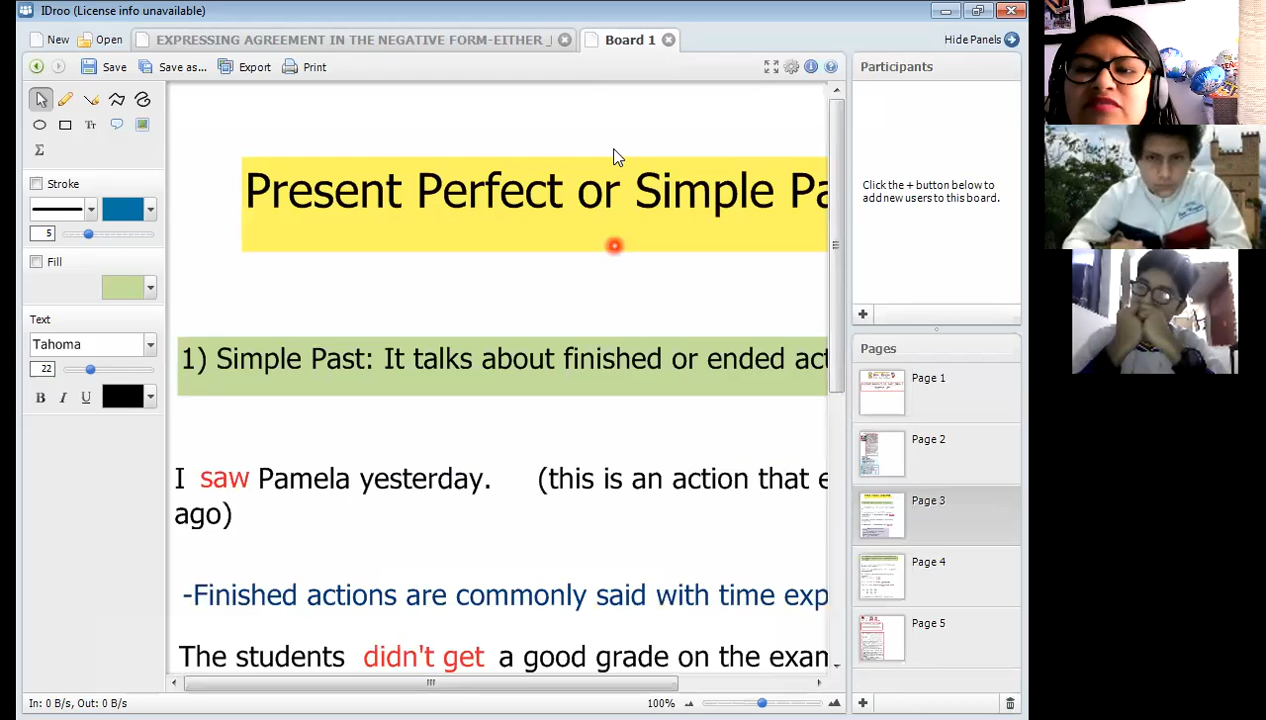 IDroo (License info unavailable)
New Open EXPRESSING AGREEMENT IN THE NEGATIVE FORM-EITHER Board 1 Hide Panels
Save Save as... Export Print
Participants
Click the + button below to
add new users to this board.
Tт
Σ
Stroke
5
Fill
Text
Tahoma
22
B I U
Present Perfect or Simple Pa
1) Simple Past: It talks about finished or ended act
I saw Pamela yesterday. (this is an action that e
ago)
-Finished actions are commonly said with time exp
The students didn't get a good grade on the exam
Pages
Page 1
Page 2
Page 3
Page 4
Page 5
In: 0 B/s, Out: 0 B/s
100%